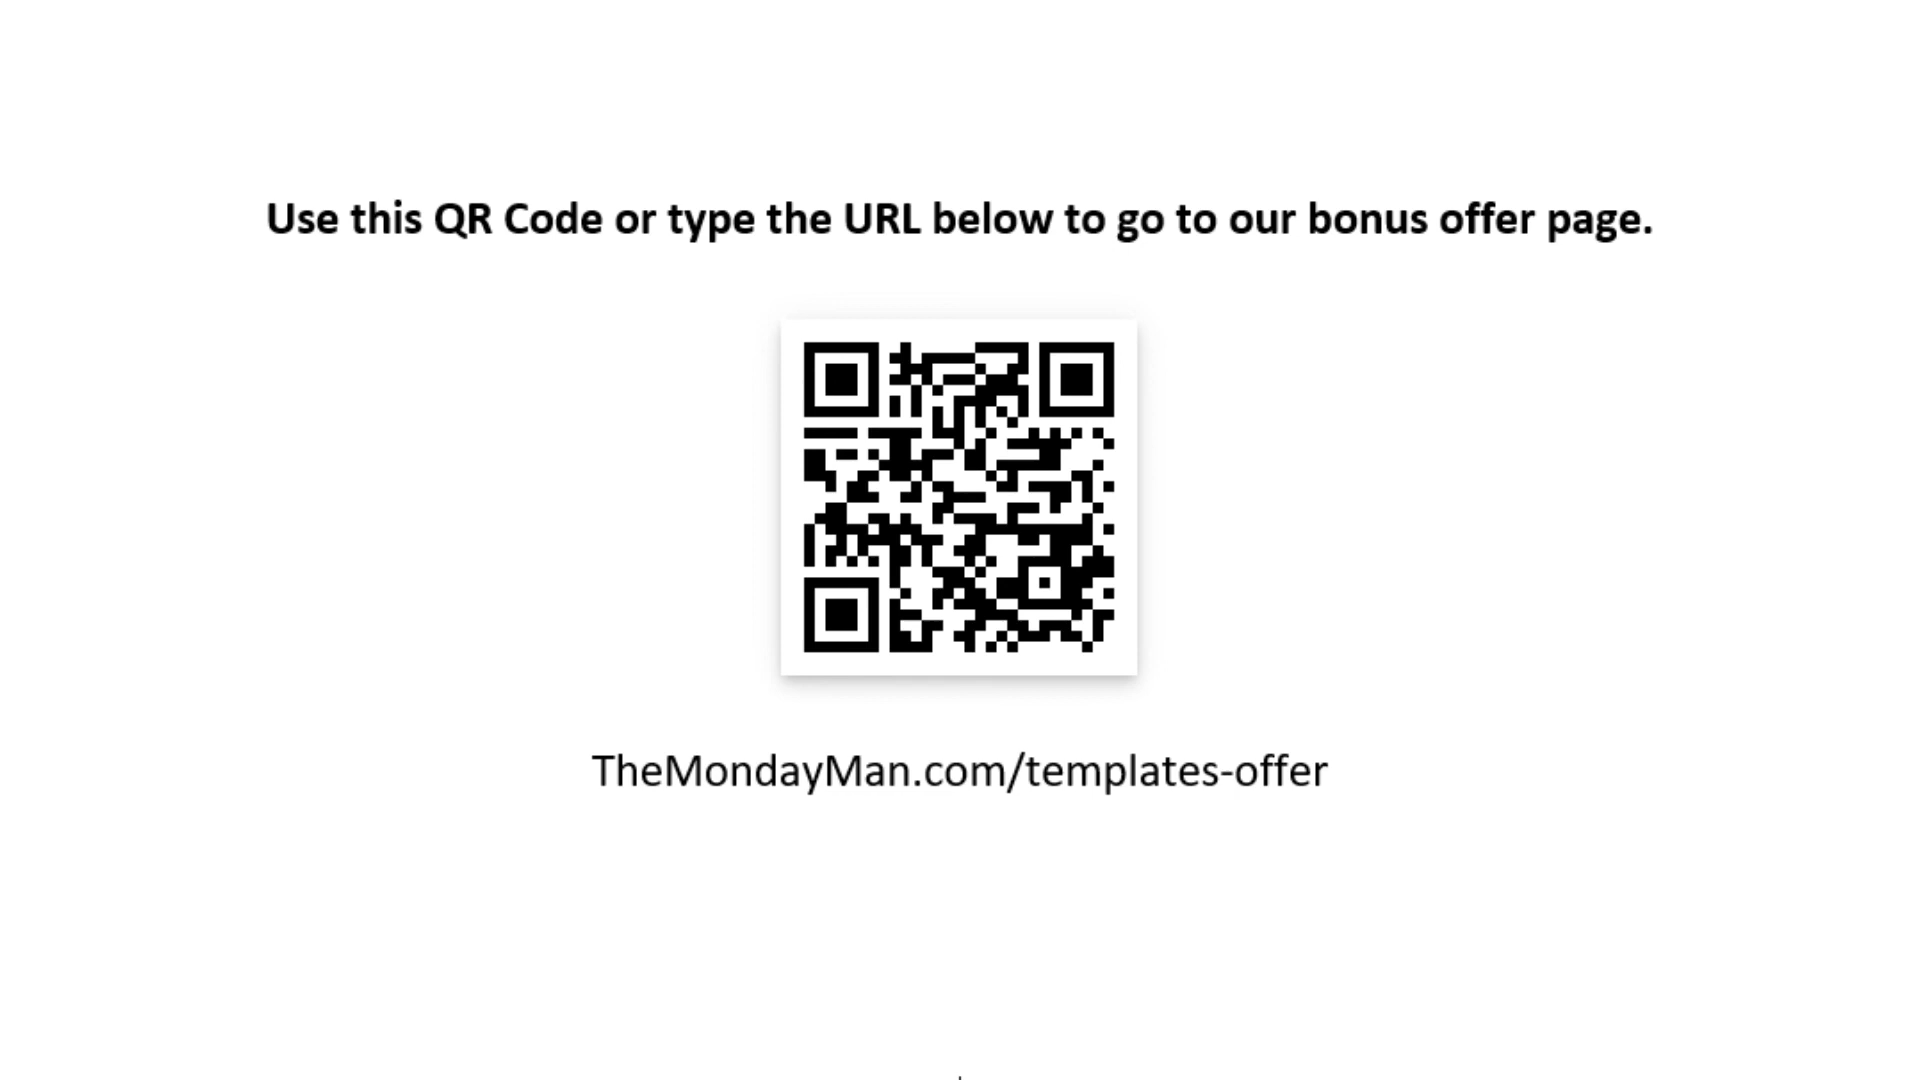 Use this QR Code or type the URL below to go to our bonus offer page.
TheMondayMan.com/templates-offer